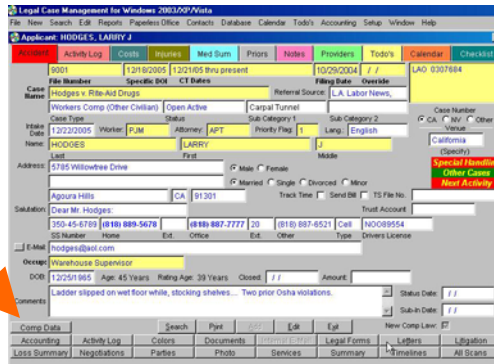 Legal Case Management for Windows 2003/XP/Vista
File New Search Edit Reports Paperless Office Contacts Database Calendar Todo's Accounting Setup Window Help
Applicant: HODGES, LARRY J
Accident Activity Log Costs Injuries Med Sum Priors Notes Providers Todo's Calendar Checklist
9001 12/18/2005 12/21/05 thru present 10/29/2004 / / LAO 0307684
File Number Specific DOI CT Dates Filing Date Override
Case Name Hodges v. Rite-Aid Drugs Referral Source: L.A. Labor News,
Workers Comp (Other Civilian) Open Active Carpal Tunnel
Case Type Status Sub Category 1 Sub Category 2 Case Number
CA NV Other
Intake Date 12/22/2005 Worker: PJM Attorney: APT Priority Flag: 1 Lang.: English Venue
Name: HODGES LARRY J California
Last First Middle (Specify)
Address: 5785 Willowtree Drive Male Female Special Handlin
Other Cases
Married Single Divorced Minor Next Activity
Agoura Hills CA 91301 Track Time Send Bill TS File No.
Salutation: Dear Mr. Hodges: Trust Account
350-45-6789 (818) 889-5678 (818) 887-7777 20 (818) 887-6521 Cell NOO89554
SS Number Home Ext. Office Ext. Other Type Drivers License
E-Mail hodges@aol.com
Occup: Warehouse Supervisor
DOB: 12/25/1965 Age: 45 Years Rating Age: 39 Years Closed: / / Amount:
Comments Ladder slipped on wet floor while, stocking shelves.... Two prior Osha violations. Status Date: / /
Sub-In Date: / /
Comp Data Search Print Add Edit Exit New Comp Law:
Accounting Activity Log Colors Documents Internal E-Mail Legal Forms Letters Litigation
Loss Summary Negotiations Parties Photo Services Summary Timelines All Scans